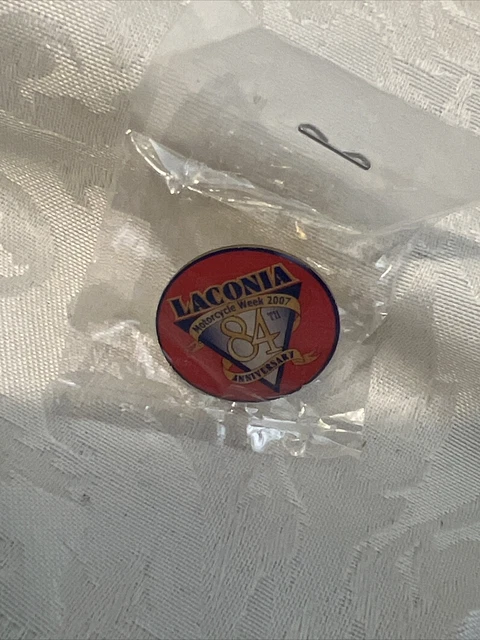 LACONIA
Motorcycle Week 2007
84TH
ANNIVERSARY